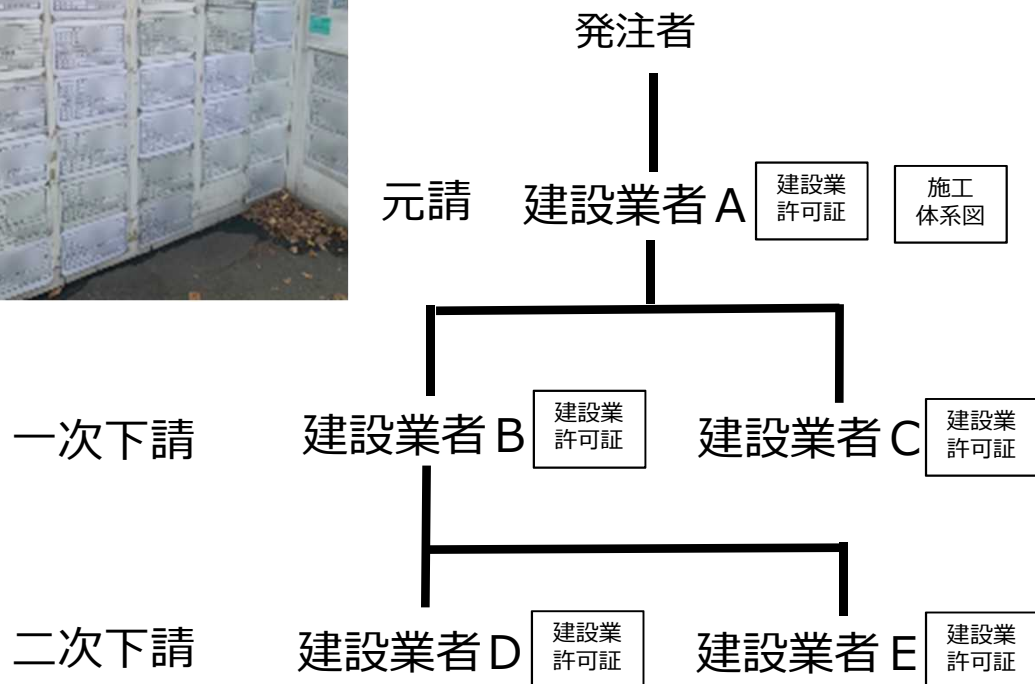 発注者
元請
建設業者A
建設業
許可証
施工
体系図
一次下請
建設業者B
建設業
許可証
建設業者C
建設業
許可証
二次下請
建設業者D
建設業
許可証
建設業者E
建設業
許可証